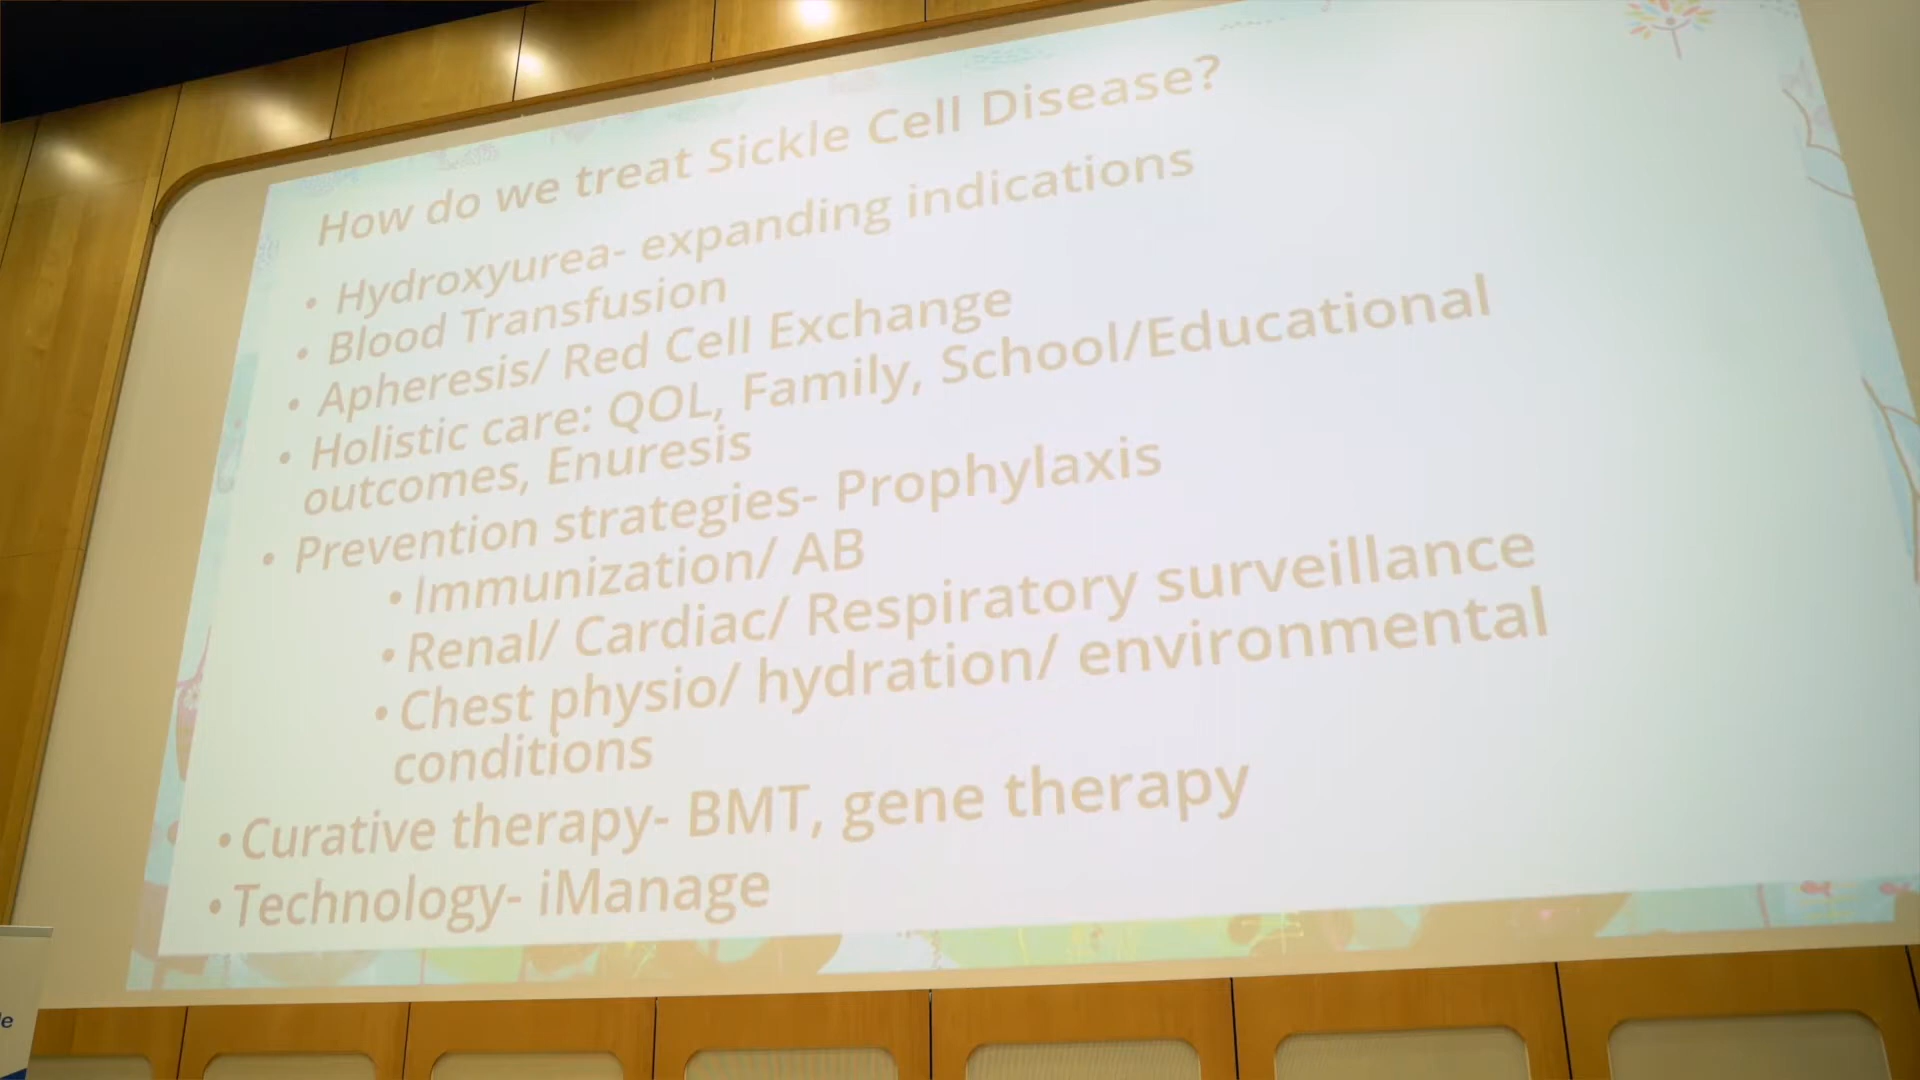 How do we treat Sickle Cell Disease?
• Hydroxyurea- expanding indications
• Blood Transfusion
• Apheresis/ Red Cell Exchange
• Holistic care: QOL, Family, School/Educational
outcomes, Enuresis
• Prevention strategies- Prophylaxis
• Immunization/ AB
• Renal/ Cardiac/ Respiratory surveillance
• Chest physio/ hydration/ environmental
conditions
• Curative therapy- BMT, gene therapy
• Technology- iManage